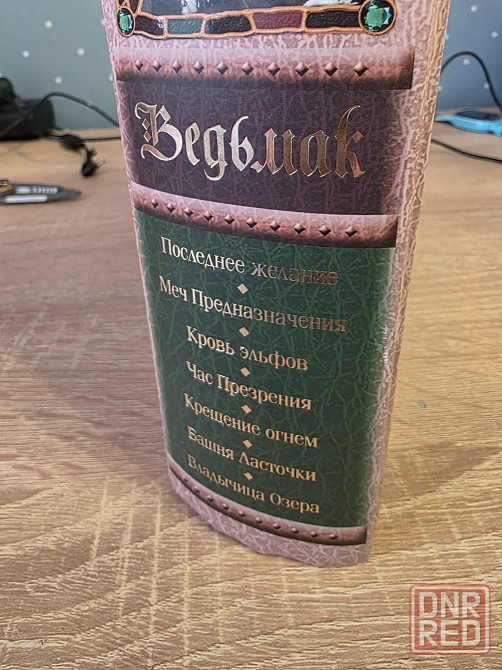 Ведьмак
Последнее желание
Меч Предназначения
Кровь эльфов
Час Презрения
Крещение огнем
Башня Ласточки
Владычица Озера
DNR
RED